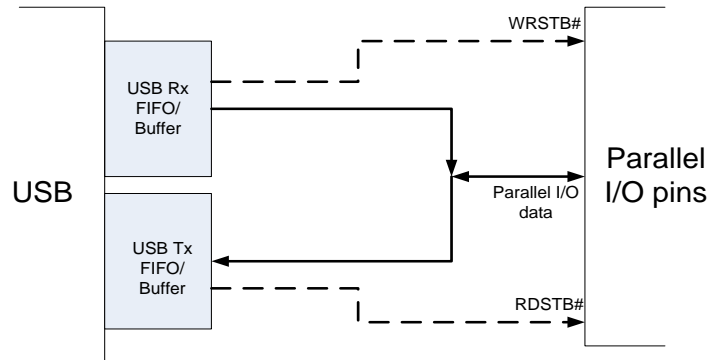 WRSTB#
USB Rx
FIFO/
Buffer
USB
Parallel
I/O pins
Parallel I/O
data
USB Tx
FIFO/
Buffer
RDSTB#